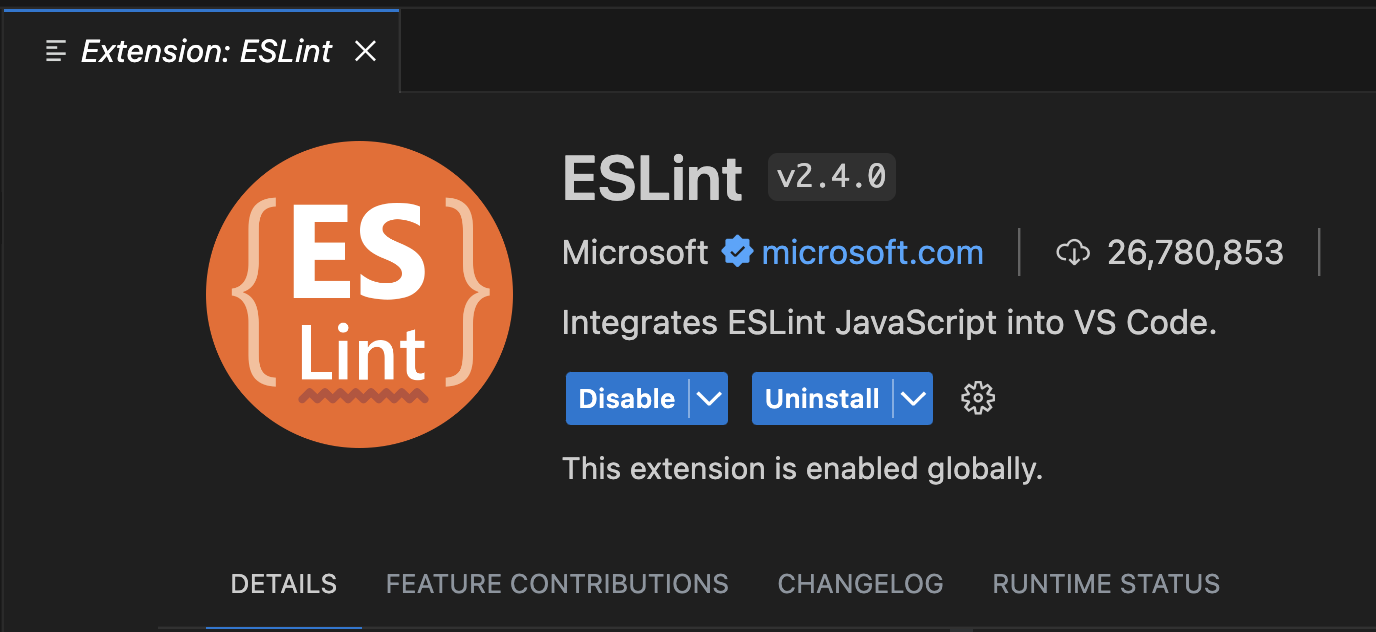 Extension: ESLint
{ ES }
Lint
ESLint v2.4.0
Microsoft microsoft.com 26,780,853
Integrates ESLint JavaScript into VS Code.
Disable Uninstall
This extension is enabled globally.
DETAILS FEATURE CONTRIBUTIONS CHANGELOG RUNTIME STATUS